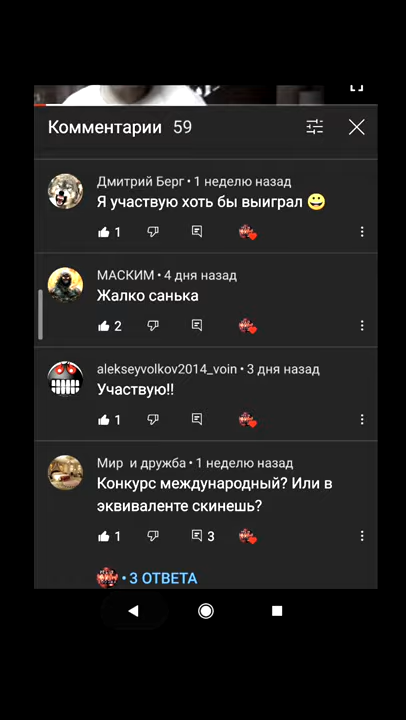 Комментарии 59
Дмитрий Берг • 1 неделю назад
Я участвую хоть бы выиграл 😀
1
МАСКИМ • 4 дня назад
Жалко санька
2
alekseyvolkov2014_voin • 3 дня назад
Участвую!!
1
Мир и дружба • 1 неделю назад
Конкурс международный? Или в
эквиваленте скинешь?
1 3
• 3 ОТВЕТА